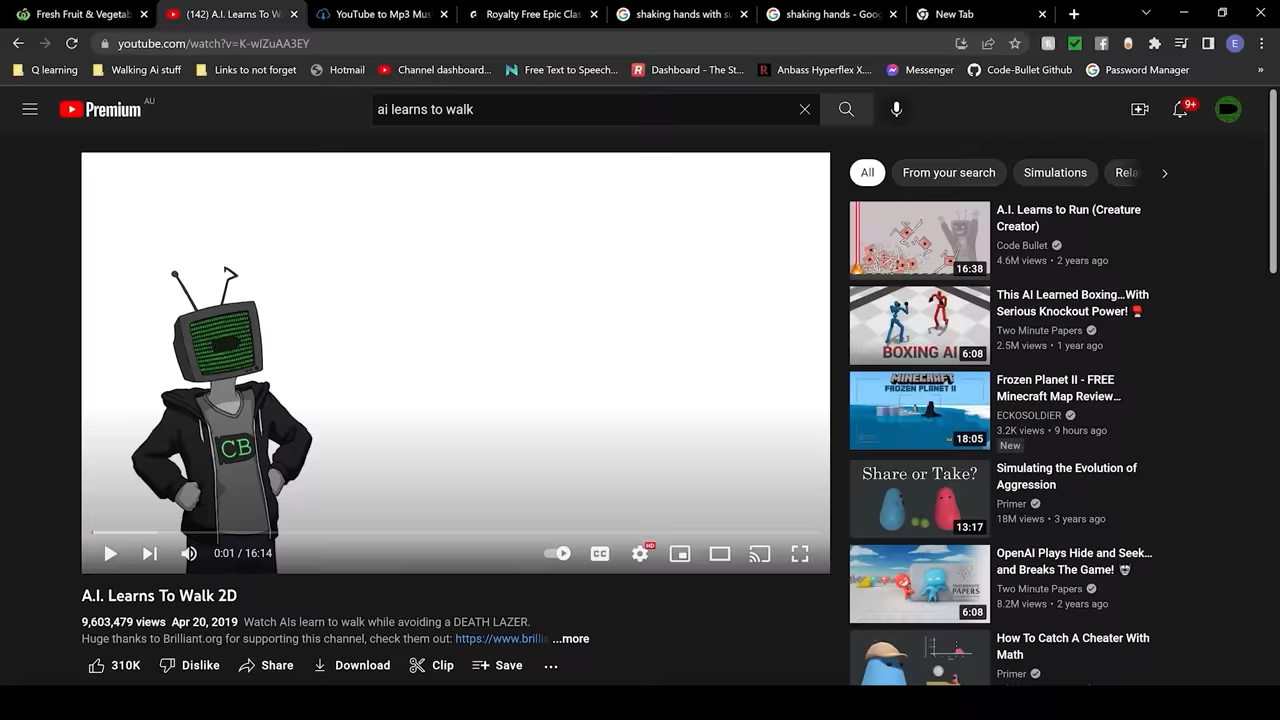 Fresh Fruit & Vegetab
(142) A.I. Learns To W
YouTube to Mp3 Mus
Royalty Free Epic Clas
shaking hands with su
shaking hands - Goog
New Tab
youtube.com/watch?v=K-wIZuAA3EY
E
Q learning
Walking Ai stuff
Links to not forget
Hotmail
Channel dashboard...
Free Text to Speech...
Dashboard - The St...
Anbass Hyperflex X....
Messenger
Code-Bullet Github
Password Manager
»
Premium AU
ai learns to walk
9+
All
From your search
Simulations
Rela
CB
0:01 / 16:14
CC
HD
A.I. Learns To Walk 2D
9,603,479 views Apr 20, 2019 Watch AIs learn to walk while avoiding a DEATH LAZER.
Huge thanks to Brilliant.org for supporting this channel, check them out: https://www.brilli ...more
310K
Dislike
Share
Download
Clip
Save
16:38
A.I. Learns to Run (Creature
Creator)
Code Bullet
4.6M views • 2 years ago
BOXING AI
6:08
This AI Learned Boxing...With
Serious Knockout Power!
Two Minute Papers
2.5M views • 1 year ago
MINECRAFT
FROZEN PLANET II
18:05
Frozen Planet II - FREE
Minecraft Map Review...
ECKOSOLDIER
3.2K views • 9 hours ago
New
Share or Take?
13:17
Simulating the Evolution of
Aggression
Primer
18M views • 3 years ago
PAPERS
6:08
OpenAI Plays Hide and Seek...
and Breaks The Game!
Two Minute Papers
8.2M views • 2 years ago
How To Catch A Cheater With
Math
Primer